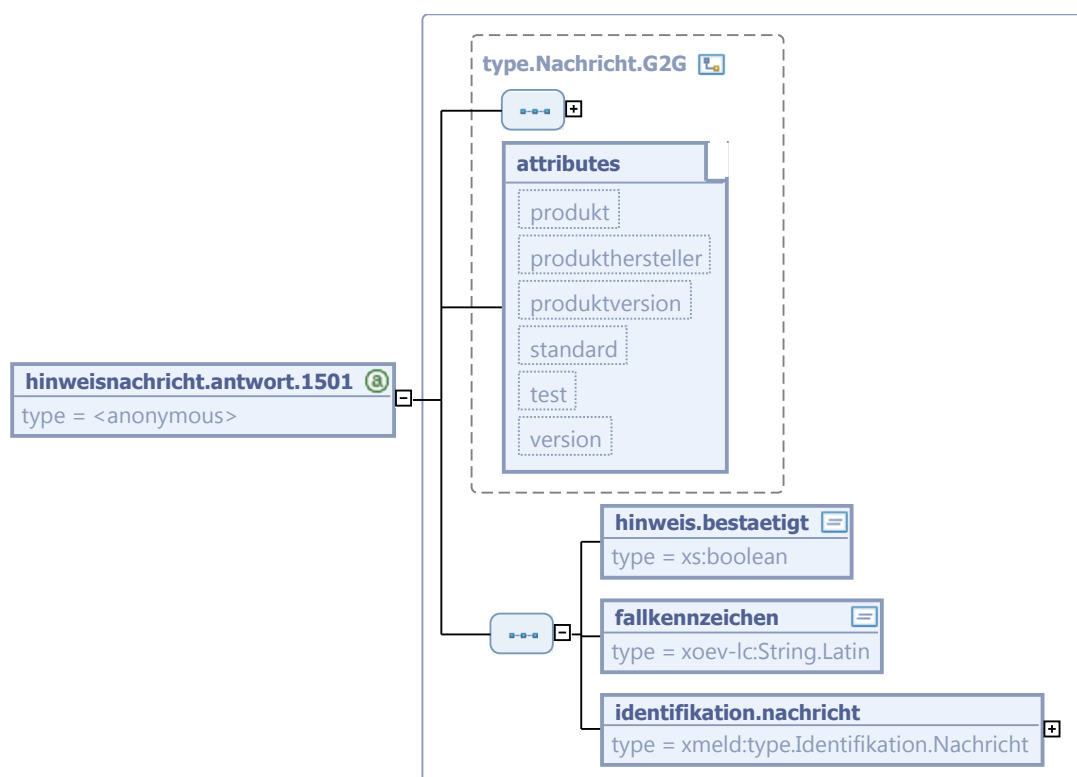 type.Nachricht.G2G
attributes
produkt
produkthersteller
produktversion
standard
test
version
hinweisnachricht.antwort.1501
type = <anonymous>
hinweis.bestaetigt
type = xs:boolean
fallkennzeichen
type = xoev-lc:String.Latin
identifikation.nachricht
type = xmeld:type.Identifikation.Nachricht